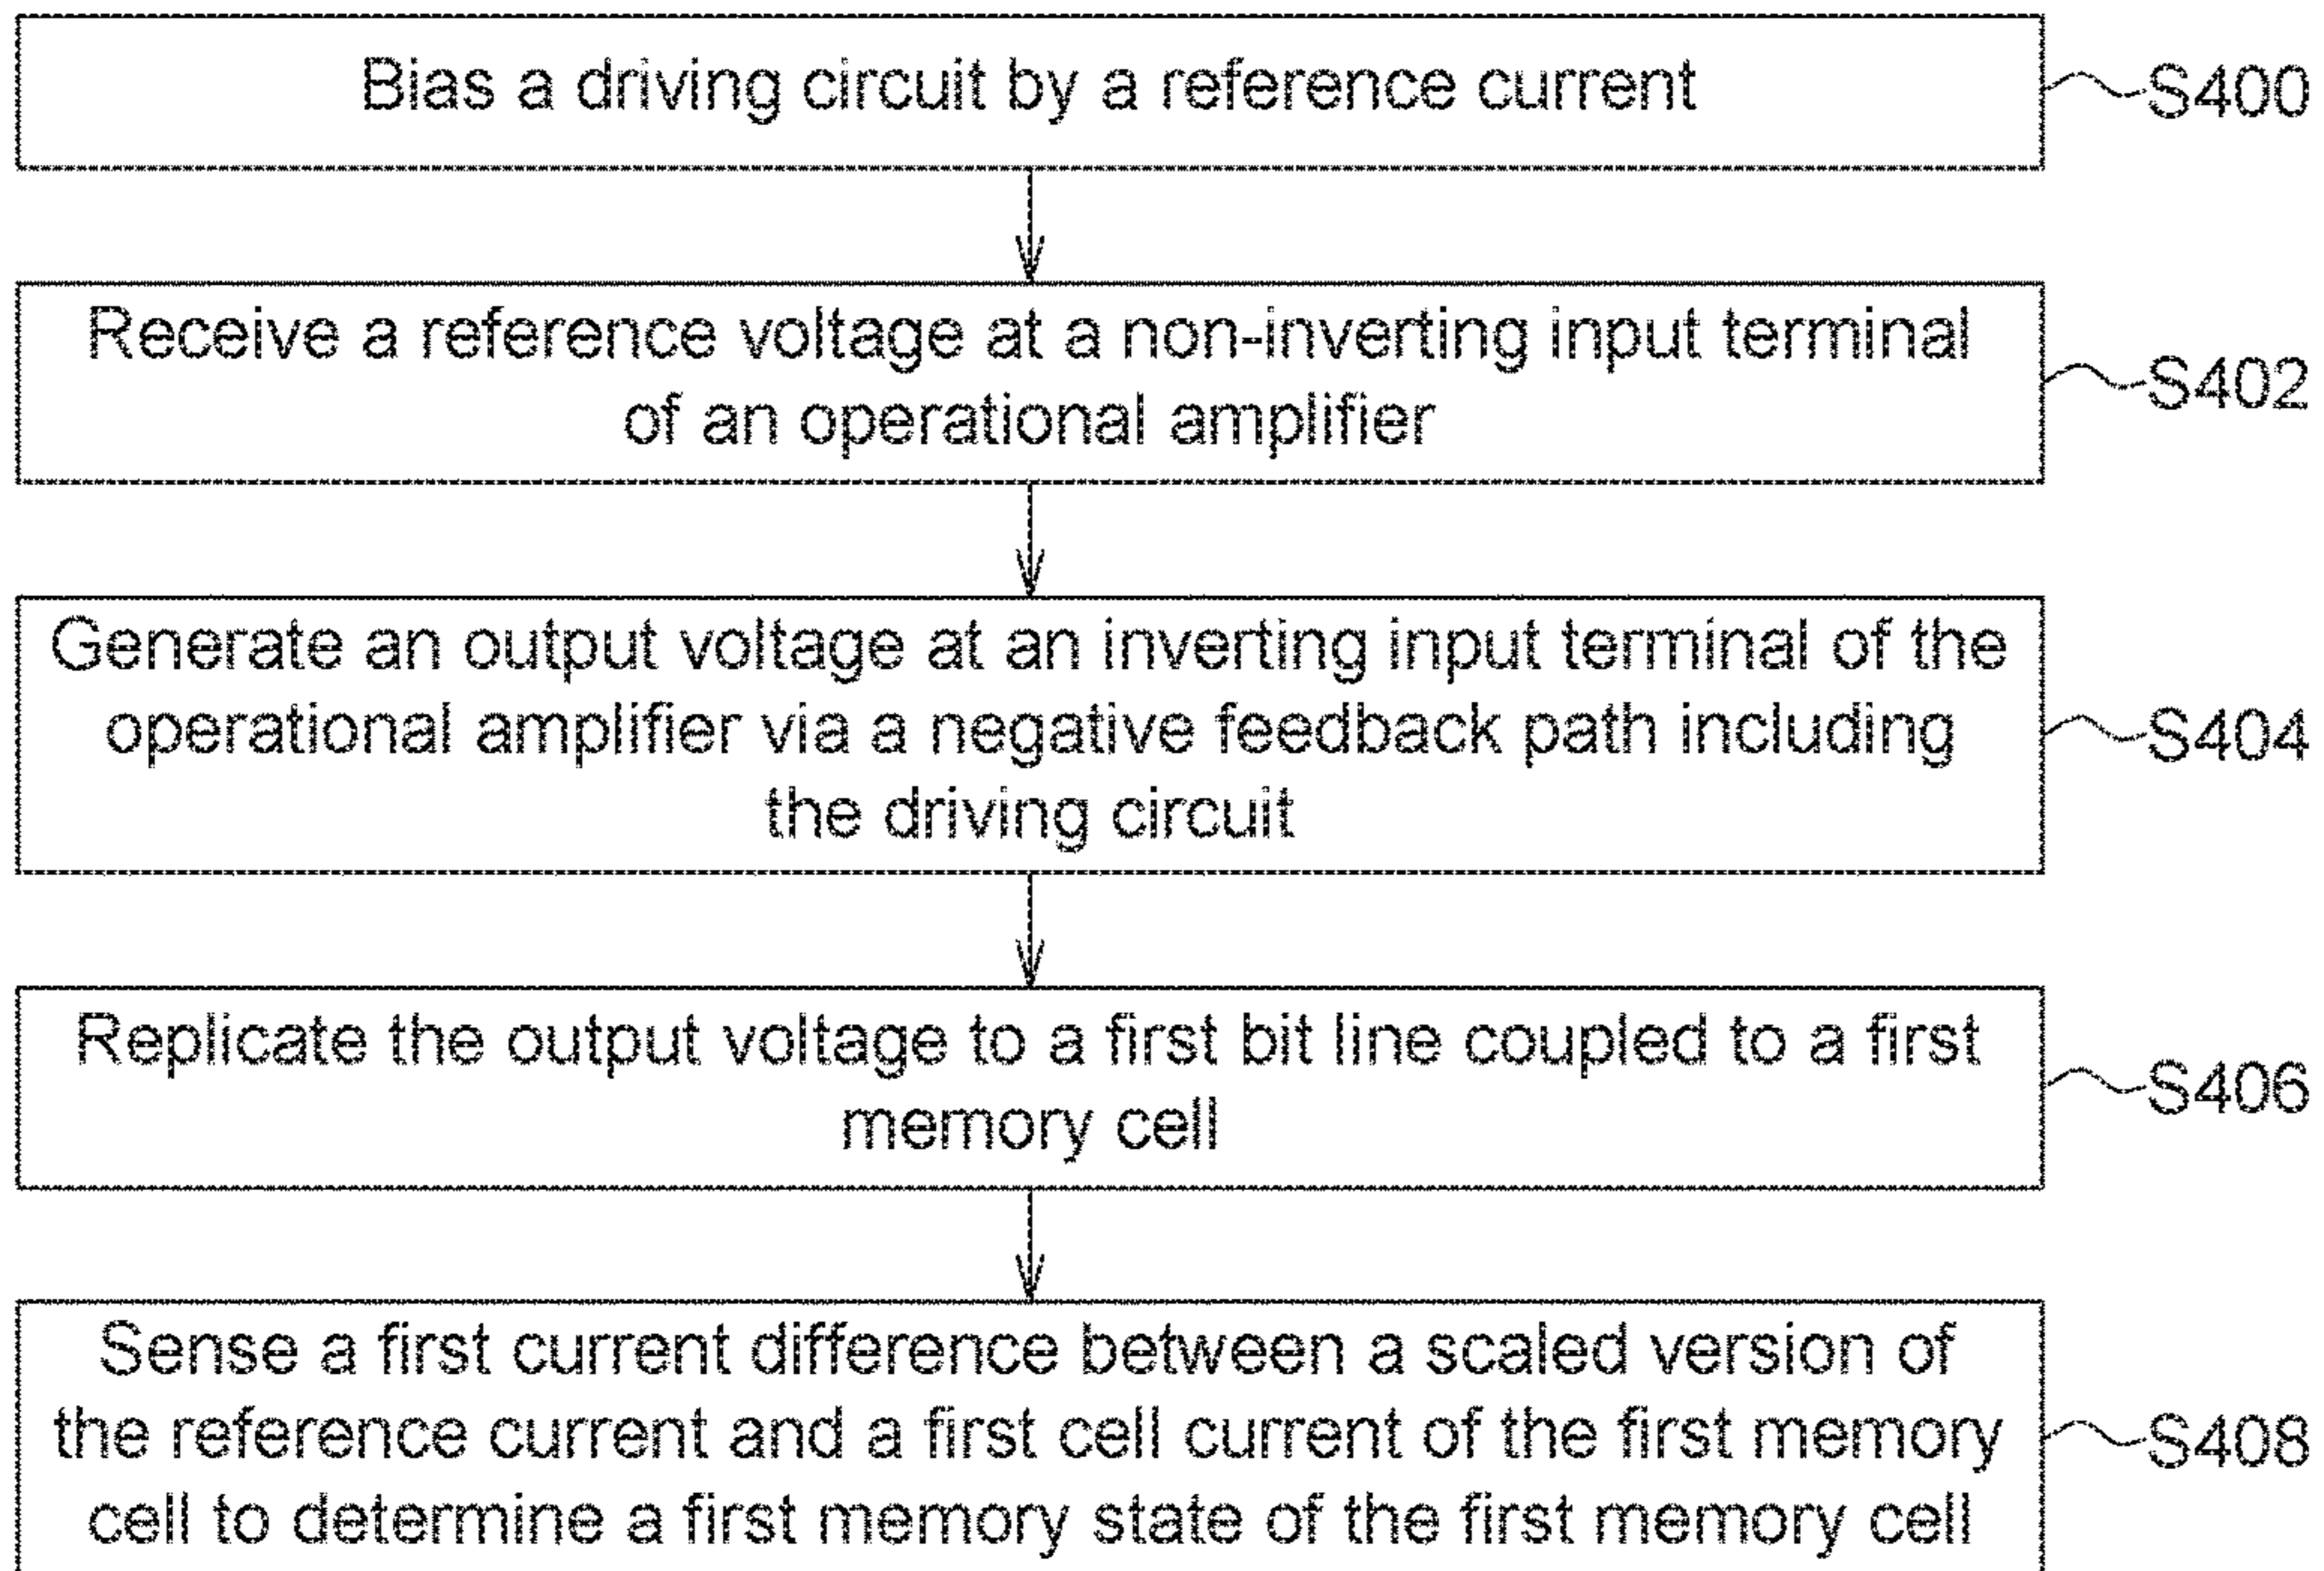 Bias a driving circuit by a reference current
S400
Receive a reference voltage at a non-inverting input terminal
of an operational amplifier
S402
Generate an output voltage at an inverting input terminal of the
operational amplifier via a negative feedback path including
the driving circuit
S404
Replicate the output voltage to a first bit line coupled to a first
memory cell
S406
Sense a first current difference between a scaled version of
the reference current and a first cell current of the first memory
cell to determine a first memory state of the first memory cell
S408